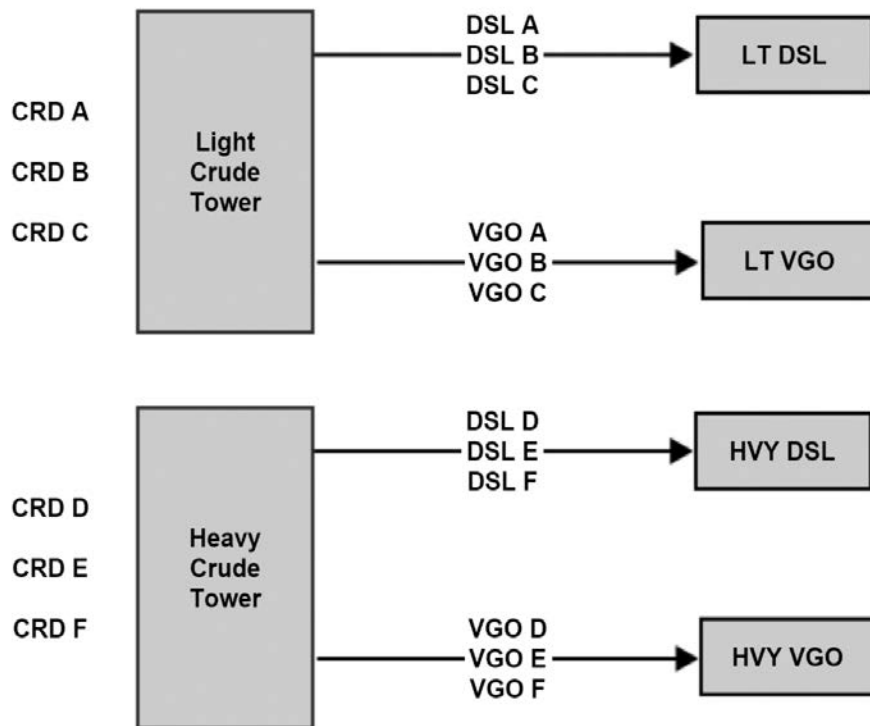 CRD A
CRD B
CRD C
Light
Crude
Tower
DSL A
DSL B
DSL C
LT DSL
VGO A
VGO B
VGO C
LT VGO
CRD D
CRD E
CRD F
Heavy
Crude
Tower
DSL D
DSL E
DSL F
HVY DSL
VGO D
VGO E
VGO F
HVY VGO